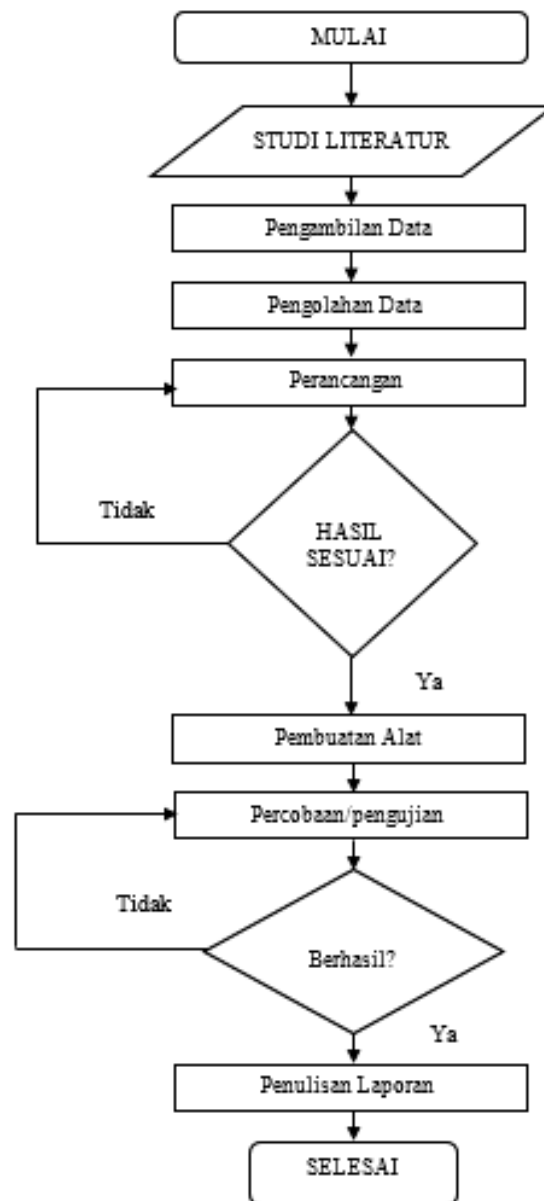 MULAI
STUDI LITERATUR
Pengambilan Data
Pengolahan Data
Perancangan
Tidak
HASIL
SESUAI?
Ya
Pembuatan Alat
Percobaan/pengujian
Tidak
Berhasil?
Ya
Penulisan Laporan
SELESAI